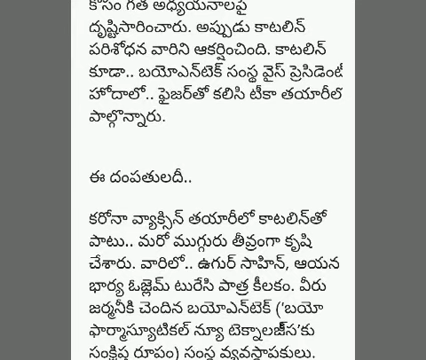 కోసం గత అధ్యయనాలపై
దృష్టిసారించారు. అప్పుడు కాటలిన్
పరిశోధన వారిని ఆకర్షించింది. కాటలిన్
కూడా.. బయోఎన్‌టెక్ సంస్థ వైస్ ప్రెసిడెంట్
హోదాలో.. ఫైజర్‌తో కలిసి టీకా తయారీలో
పాల్గొన్నారు.
ఈ దంపతులదీ..
కరోనా వ్యాక్సిన్ తయారీలో కాటలిన్‌తో
పాటు.. మరో ముగ్గురు తీవ్రంగా కృషి
చేశారు. వారిలో.. ఉగుర్ సాహిన్, ఆయన
భార్య ఓజ్లెమ్ టురేసి పాత్ర కీలకం. వీరు
జర్మనీకి చెందిన బయోఎన్‌టెక్ ('బయో
ఫార్మాస్యూటికల్ న్యూ టెక్నాలజీస్‌'కు
సంక్షిప్త రూపం) సంస్థ వ్యవస్థాపకులు.